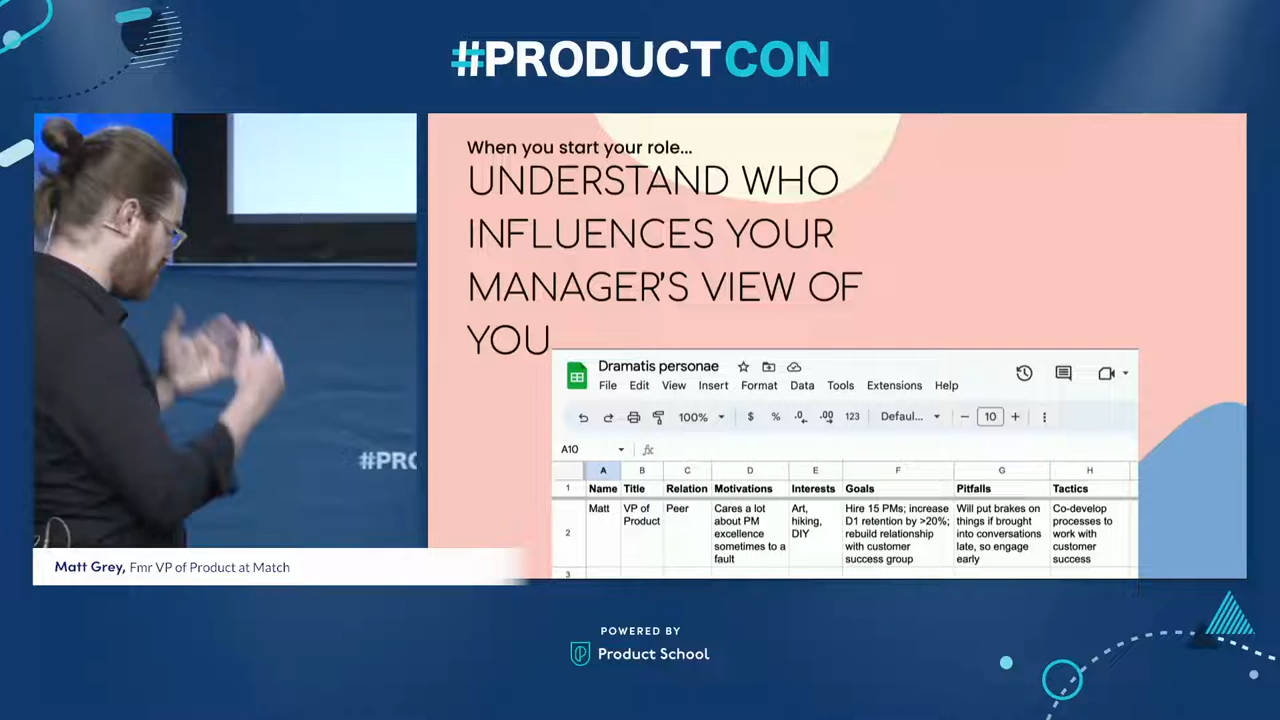 #PRODUCTCON
When you start your role...
UNDERSTAND WHO
INFLUENCES YOUR
MANAGER'S VIEW OF
YOU
Dramatis personae
File Edit View Insert Format Data Tools Extensions Help
100% $ % .0 .00 123 Defaul... − 10 +
A10 fx
A B C D E F G H
1 Name Title Relation Motivations Interests Goals Pitfalls Tactics
2 Matt VP of Product Peer Cares a lot about PM excellence sometimes to a fault Art, hiking, DIY Hire 15 PMs; increase D1 retention by >20%; rebuild relationship with customer success group Will put brakes on things if brought into conversations late, so engage early Co-develop processes to work with customer success
3
#PRO
Matt Grey, Fmr VP of Product at Match
POWERED BY
Product School